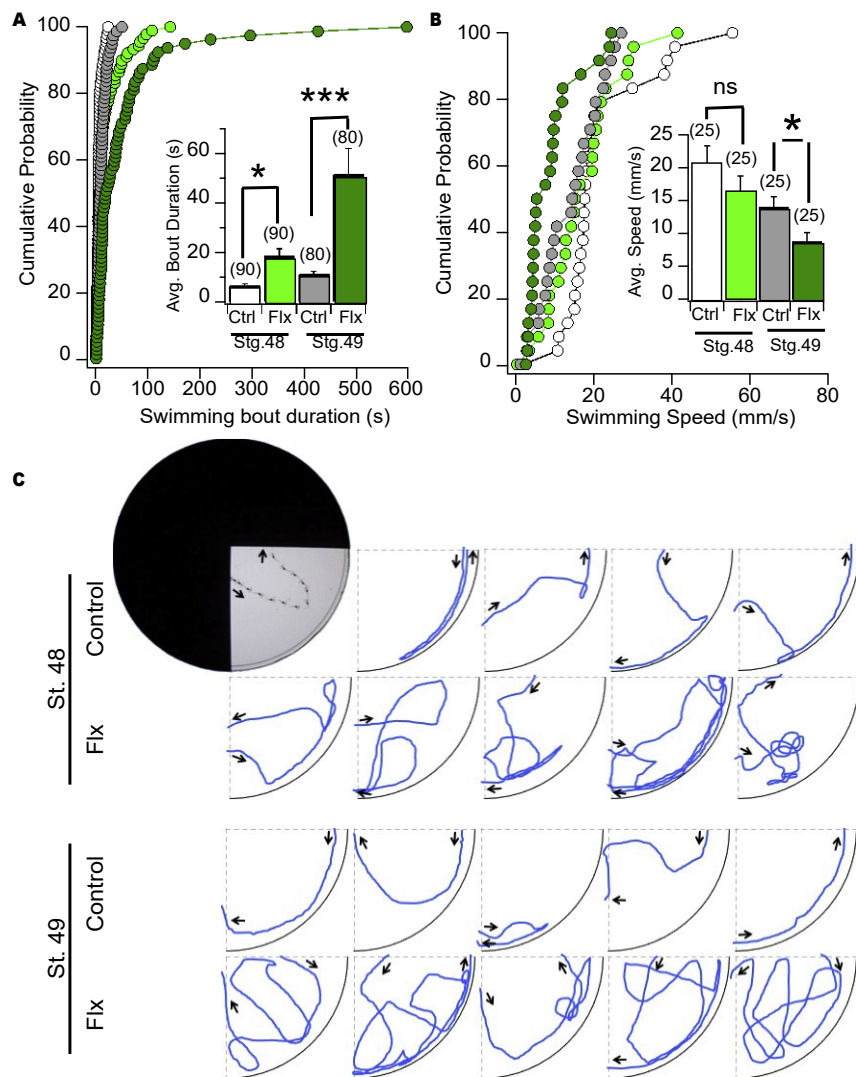 A
100
80
60
40
20
0
Cumulative Probability
0 100 200 300 400 500 600
Swimming bout duration (s)
Avg. Bout Duration (s)
60
40
20
0
*
***
(90)
(90)
(80)
(80)
Ctrl Flx Ctrl Flx
Stg.48 Stg.49
B
100
80
60
40
20
0
Cumulative Probability
0 20 40 60 80
Swimming Speed (mm/s)
Avg. Speed (mm/s)
25
20
15
10
5
0
ns
*
(25)
(25)
(25)
(25)
Ctrl Flx Ctrl Flx
Stg.48 Stg.49
C
St. 48
Control
Flx
St. 49
Control
Flx